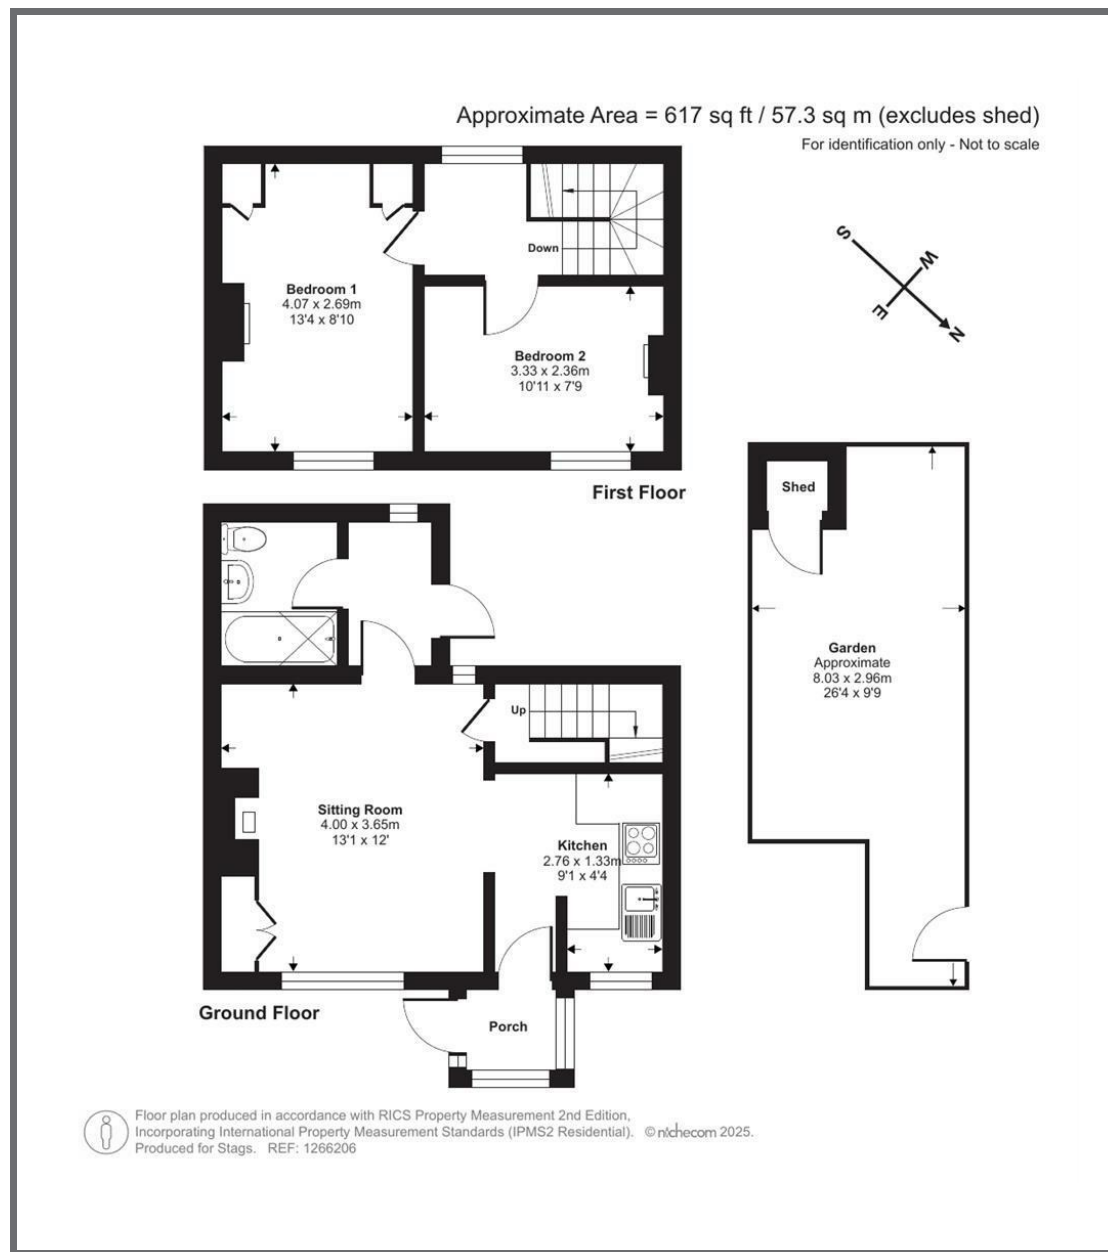 Approximate Area = 617 sq ft / 57.3 sq m (excludes shed)
For identification only - Not to scale
S
W
E
N
Down
Bedroom 1
4.07 x 2.69m
13'4 x 8'10
Bedroom 2
3.33 x 2.36m
10'11 x 7'9
First Floor
Shed
Garden
Approximate
8.03 x 2.96m
26'4 x 9'9
Up
Sitting Room
4.00 x 3.65m
13'1 x 12'
Kitchen
2.76 x 1.33m
9'1 x 4'4
Ground Floor
Porch
Floor plan produced in accordance with RICS Property Measurement 2nd Edition,
Incorporating International Property Measurement Standards (IPMS2 Residential). © nichecom 2025.
Produced for Stags. REF: 1266206